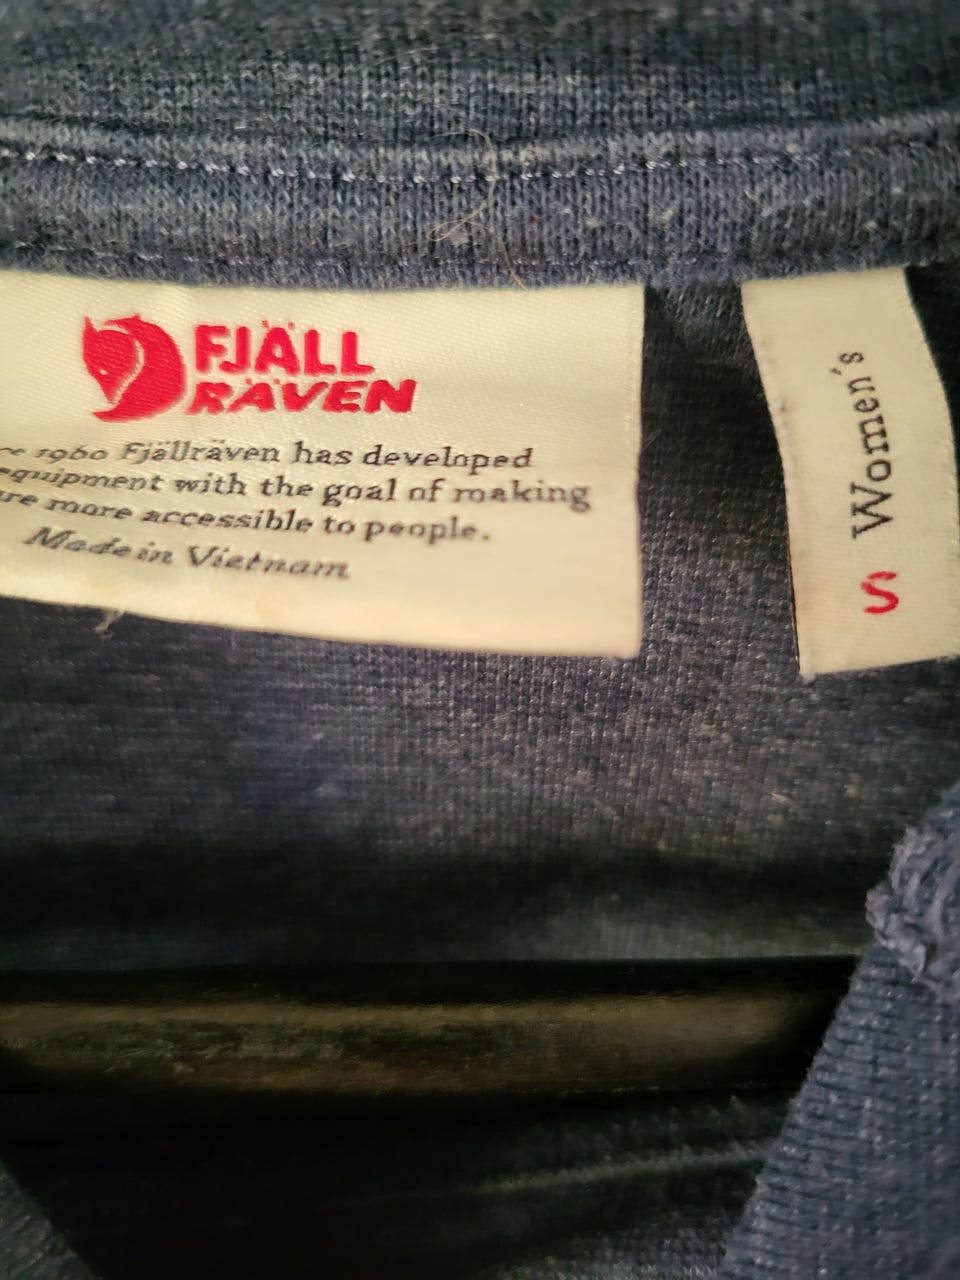 FJÄLL
RÄVEN
1960 Fjällräven has developed
equipment with the goal of making
more accessible to people.
Made in Vietnam
Women's
S